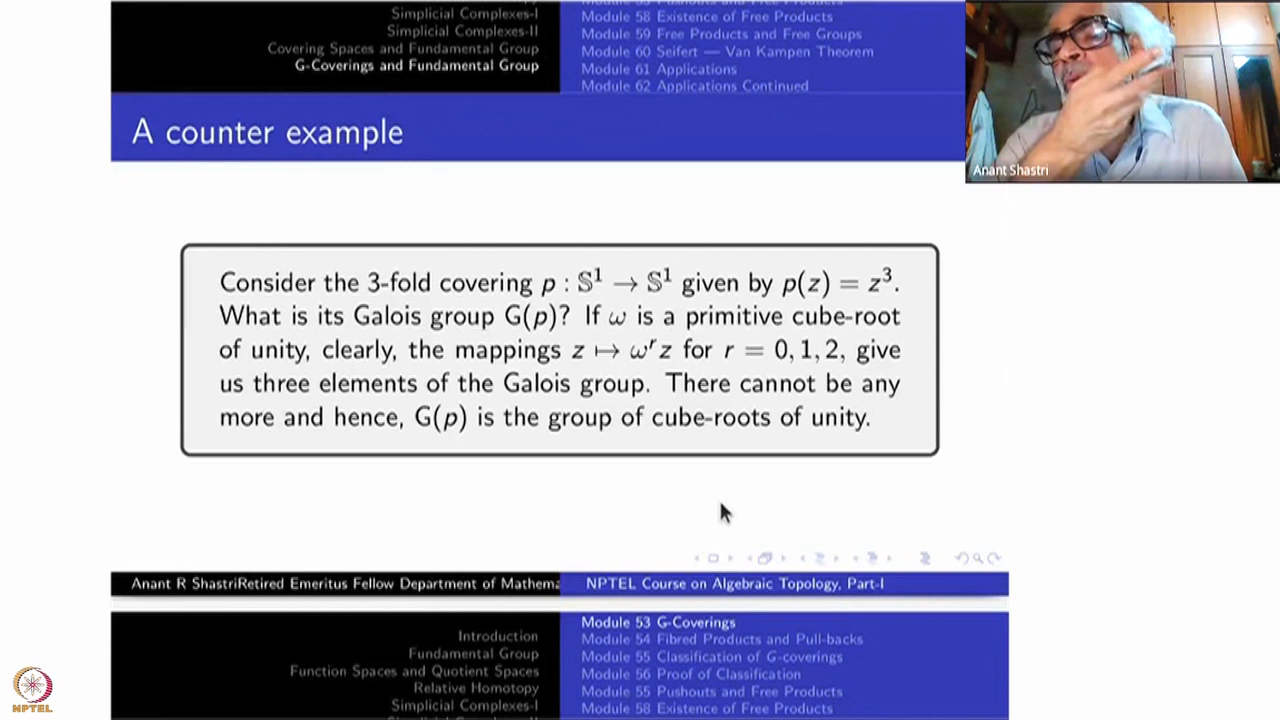 Simplicial Complexes-I
Simplicial Complexes-II
Covering Spaces and Fundamental Group
G-Coverings and Fundamental Group
Module 58 Existence of Free Products
Module 59 Free Products and Free Groups
Module 60 Seifert — Van Kampen Theorem
Module 61 Applications
Module 62 Applications Continued
Anant Shastri
A counter example
Consider the 3-fold covering p : 𝕊¹ → 𝕊¹ given by p(z) = z³.
What is its Galois group G(p)? If ω is a primitive cube-root
of unity, clearly, the mappings z ↦ ωʳz for r = 0, 1, 2, give
us three elements of the Galois group. There cannot be any
more and hence, G(p) is the group of cube-roots of unity.
Anant R ShastriRetired Emeritus Fellow Department of Mathema
NPTEL Course on Algebraic Topology, Part-I
Introduction
Fundamental Group
Function Spaces and Quotient Spaces
Relative Homotopy
Simplicial Complexes-I
Module 53 G-Coverings
Module 54 Fibred Products and Pull-backs
Module 55 Classification of G-coverings
Module 56 Proof of Classification
Module 55 Pushouts and Free Products
Module 58 Existence of Free Products
NPTEL